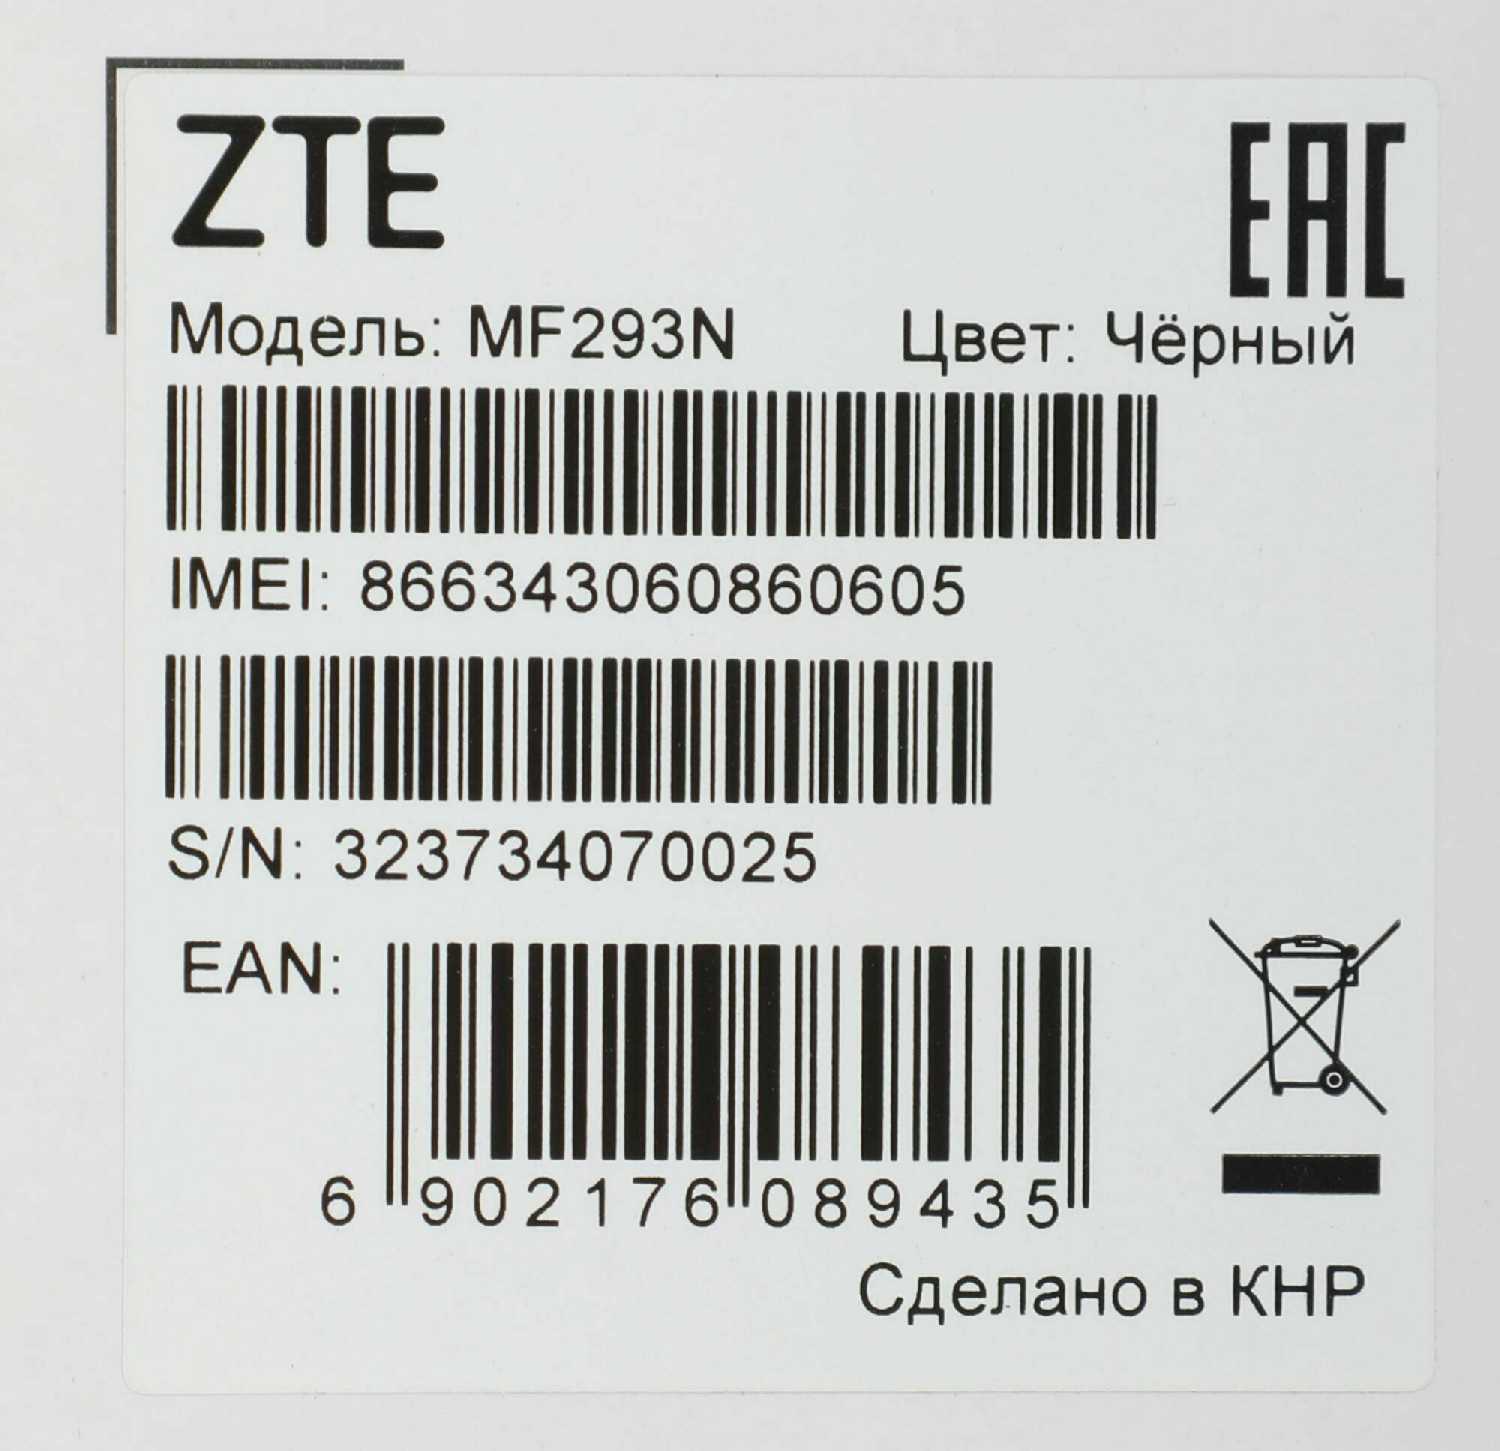 ZTE
EAC
Модель: MF293N Цвет: Чёрный
IMEI: 866343060860605
S/N: 323734070025
EAN:
6 902176 089435
Сделано в КНР